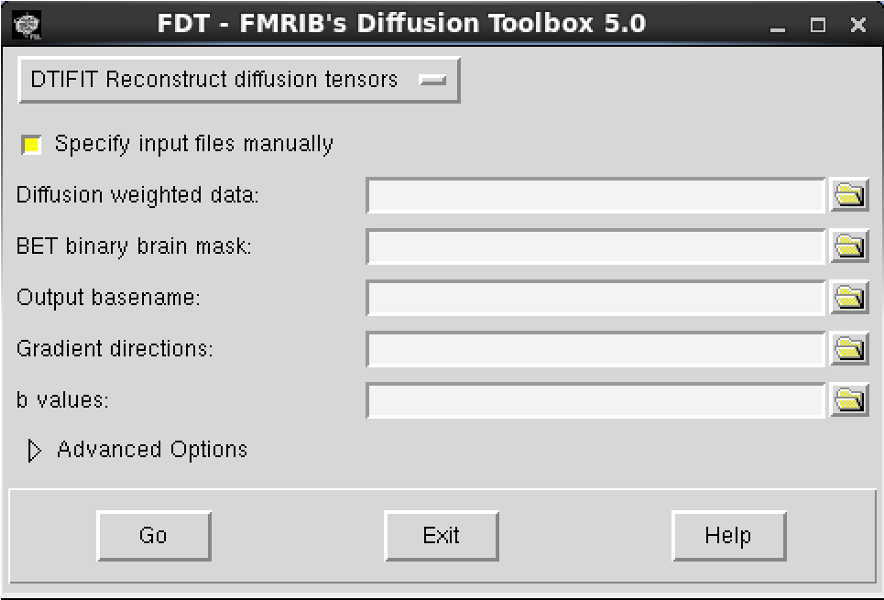 FDT - FMRIB's Diffusion Toolbox 5.0
DTIFIT Reconstruct diffusion tensors
Specify input files manually
Diffusion weighted data:
BET binary brain mask:
Output basename:
Gradient directions:
b values:
Advanced Options
Go Exit Help